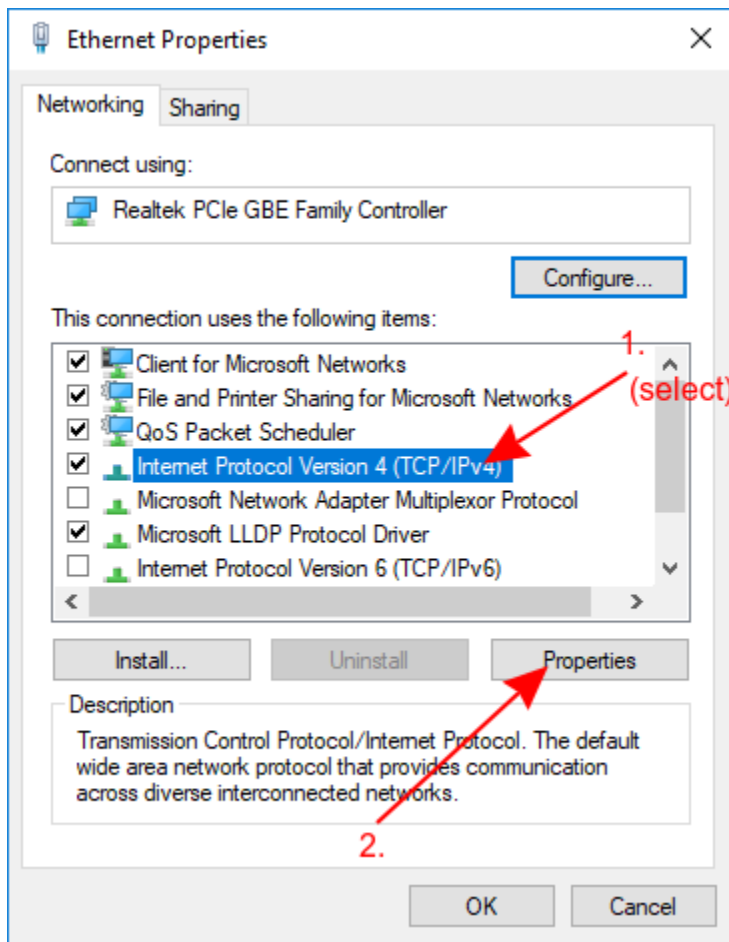 Ethernet Properties
Networking
Sharing
Connect using:
Realtek PCIe GBE Family Controller
Configure...
This connection uses the following items:
1.
(select)
Client for Microsoft Networks
File and Printer Sharing for Microsoft Networks
QoS Packet Scheduler
Internet Protocol Version 4 (TCP/IPv4)
Microsoft Network Adapter Multiplexor Protocol
Microsoft LLDP Protocol Driver
Internet Protocol Version 6 (TCP/IPv6)
Install...
Uninstall
Properties
Description
Transmission Control Protocol/Internet Protocol. The default
wide area network protocol that provides communication
across diverse interconnected networks.
2.
OK
Cancel